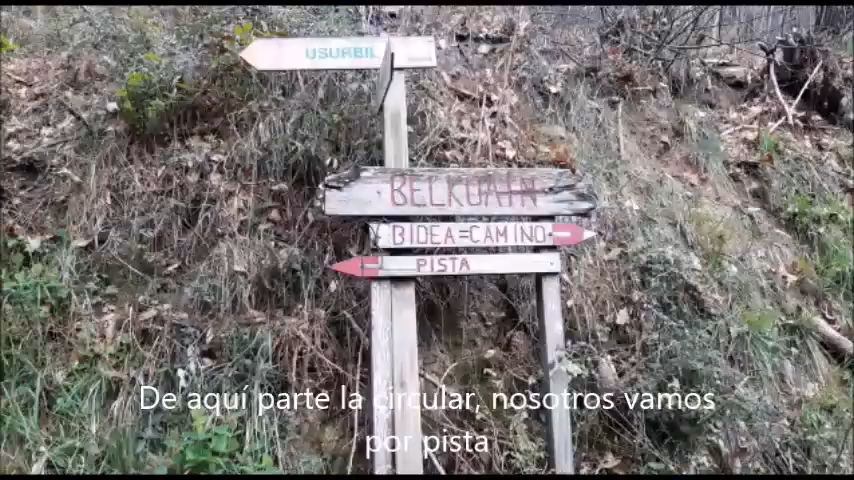 USURBIL
BELKOAIN
BIDEA=CAMINO
PISTA
De aquí parte la circular, nosotros vamos
por pista